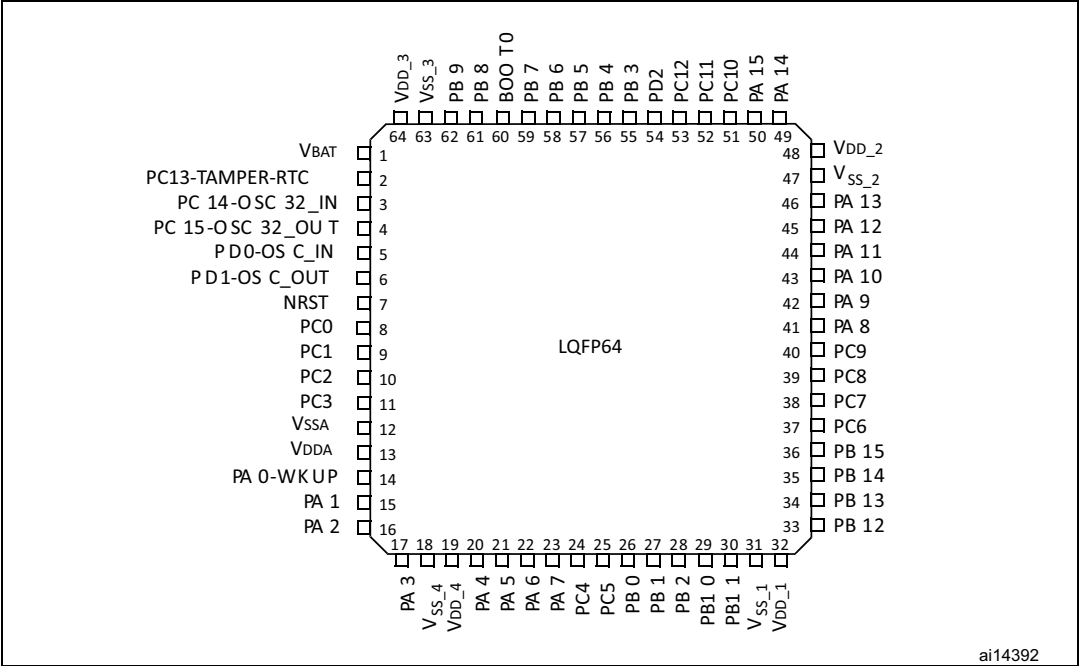 VDD_3
VSS_3
PB 9
PB 8
BOO T0
PB 7
PB 6
PB 5
PB 4
PB 3
PD2
PC12
PC11
PC10
PA 15
PA 14
64 63 62 61 60 59 58 57 56 55 54 53 52 51 50 49
VBAT 1
PC13-TAMPER-RTC 2
PC 14-O SC 32_IN 3
PC 15-O SC 32_OU T 4
P D0-OS C_IN 5
P D1-OS C_OUT 6
NRST 7
PC0 8
PC1 9
PC2 10
PC3 11
VSSA 12
VDDA 13
PA 0-WK UP 14
PA 1 15
PA 2 16
LQFP64
48 VDD_2
47 VSS_2
46 PA 13
45 PA 12
44 PA 11
43 PA 10
42 PA 9
41 PA 8
40 PC9
39 PC8
38 PC7
37 PC6
36 PB 15
35 PB 14
34 PB 13
33 PB 12
17 18 19 20 21 22 23 24 25 26 27 28 29 30 31 32
PA 3
VSS_4
VDD_4
PA 4
PA 5
PA 6
PA 7
PC4
PC5
PB 0
PB 1
PB 2
PB1 0
PB1 1
VSS_1
VDD_1
ai14392